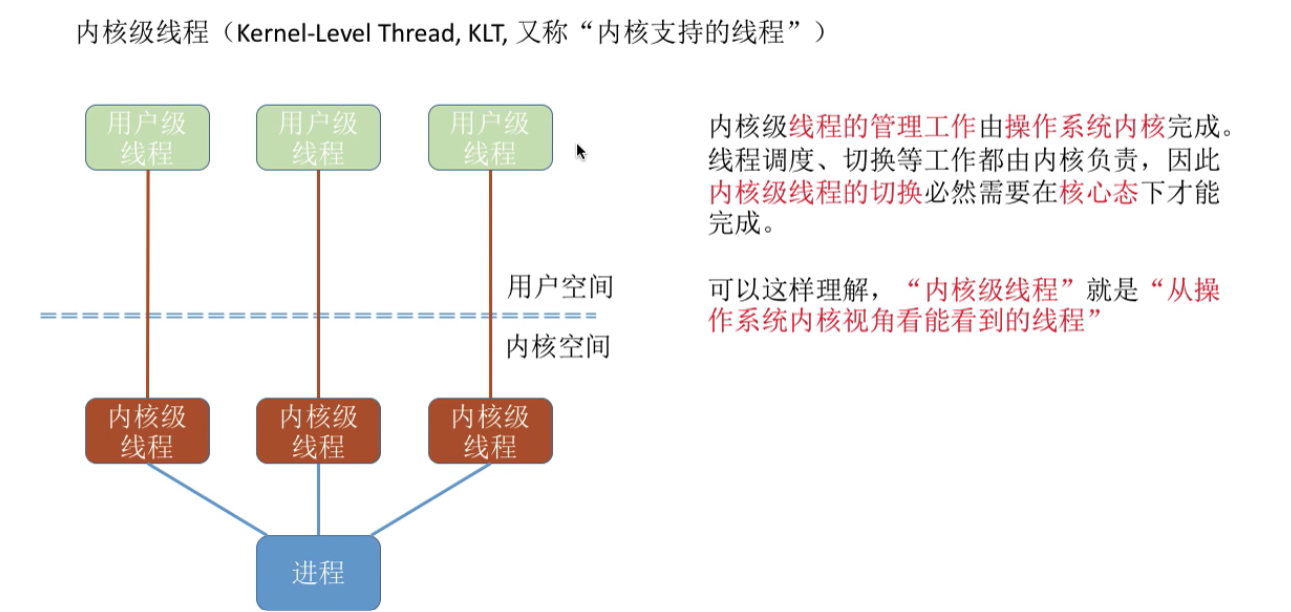 内核级线程（Kernel-Level Thread, KLT, 又称“内核支持的线程”）
用户级
线程
用户级
线程
用户级
线程
用户空间
内核空间
内核级
线程
内核级
线程
内核级
线程
进程
内核级线程的管理工作由操作系统内核完成。
线程调度、切换等工作都由内核负责，因此
内核级线程的切换必然需要在核心态下才能
完成。
可以这样理解，“内核级线程”就是“从操
作系统内核视角看能看到的线程”